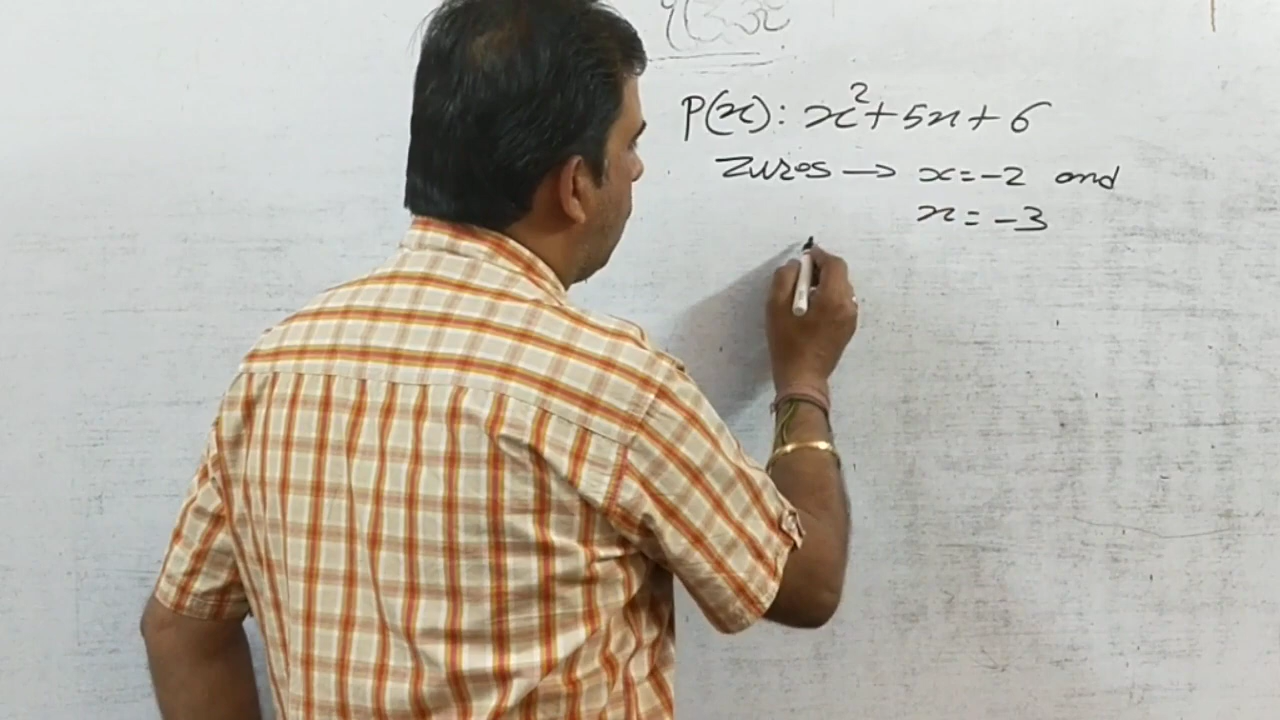 P(x): x²+5x+6
Zeros → x=-2 and
x=-3